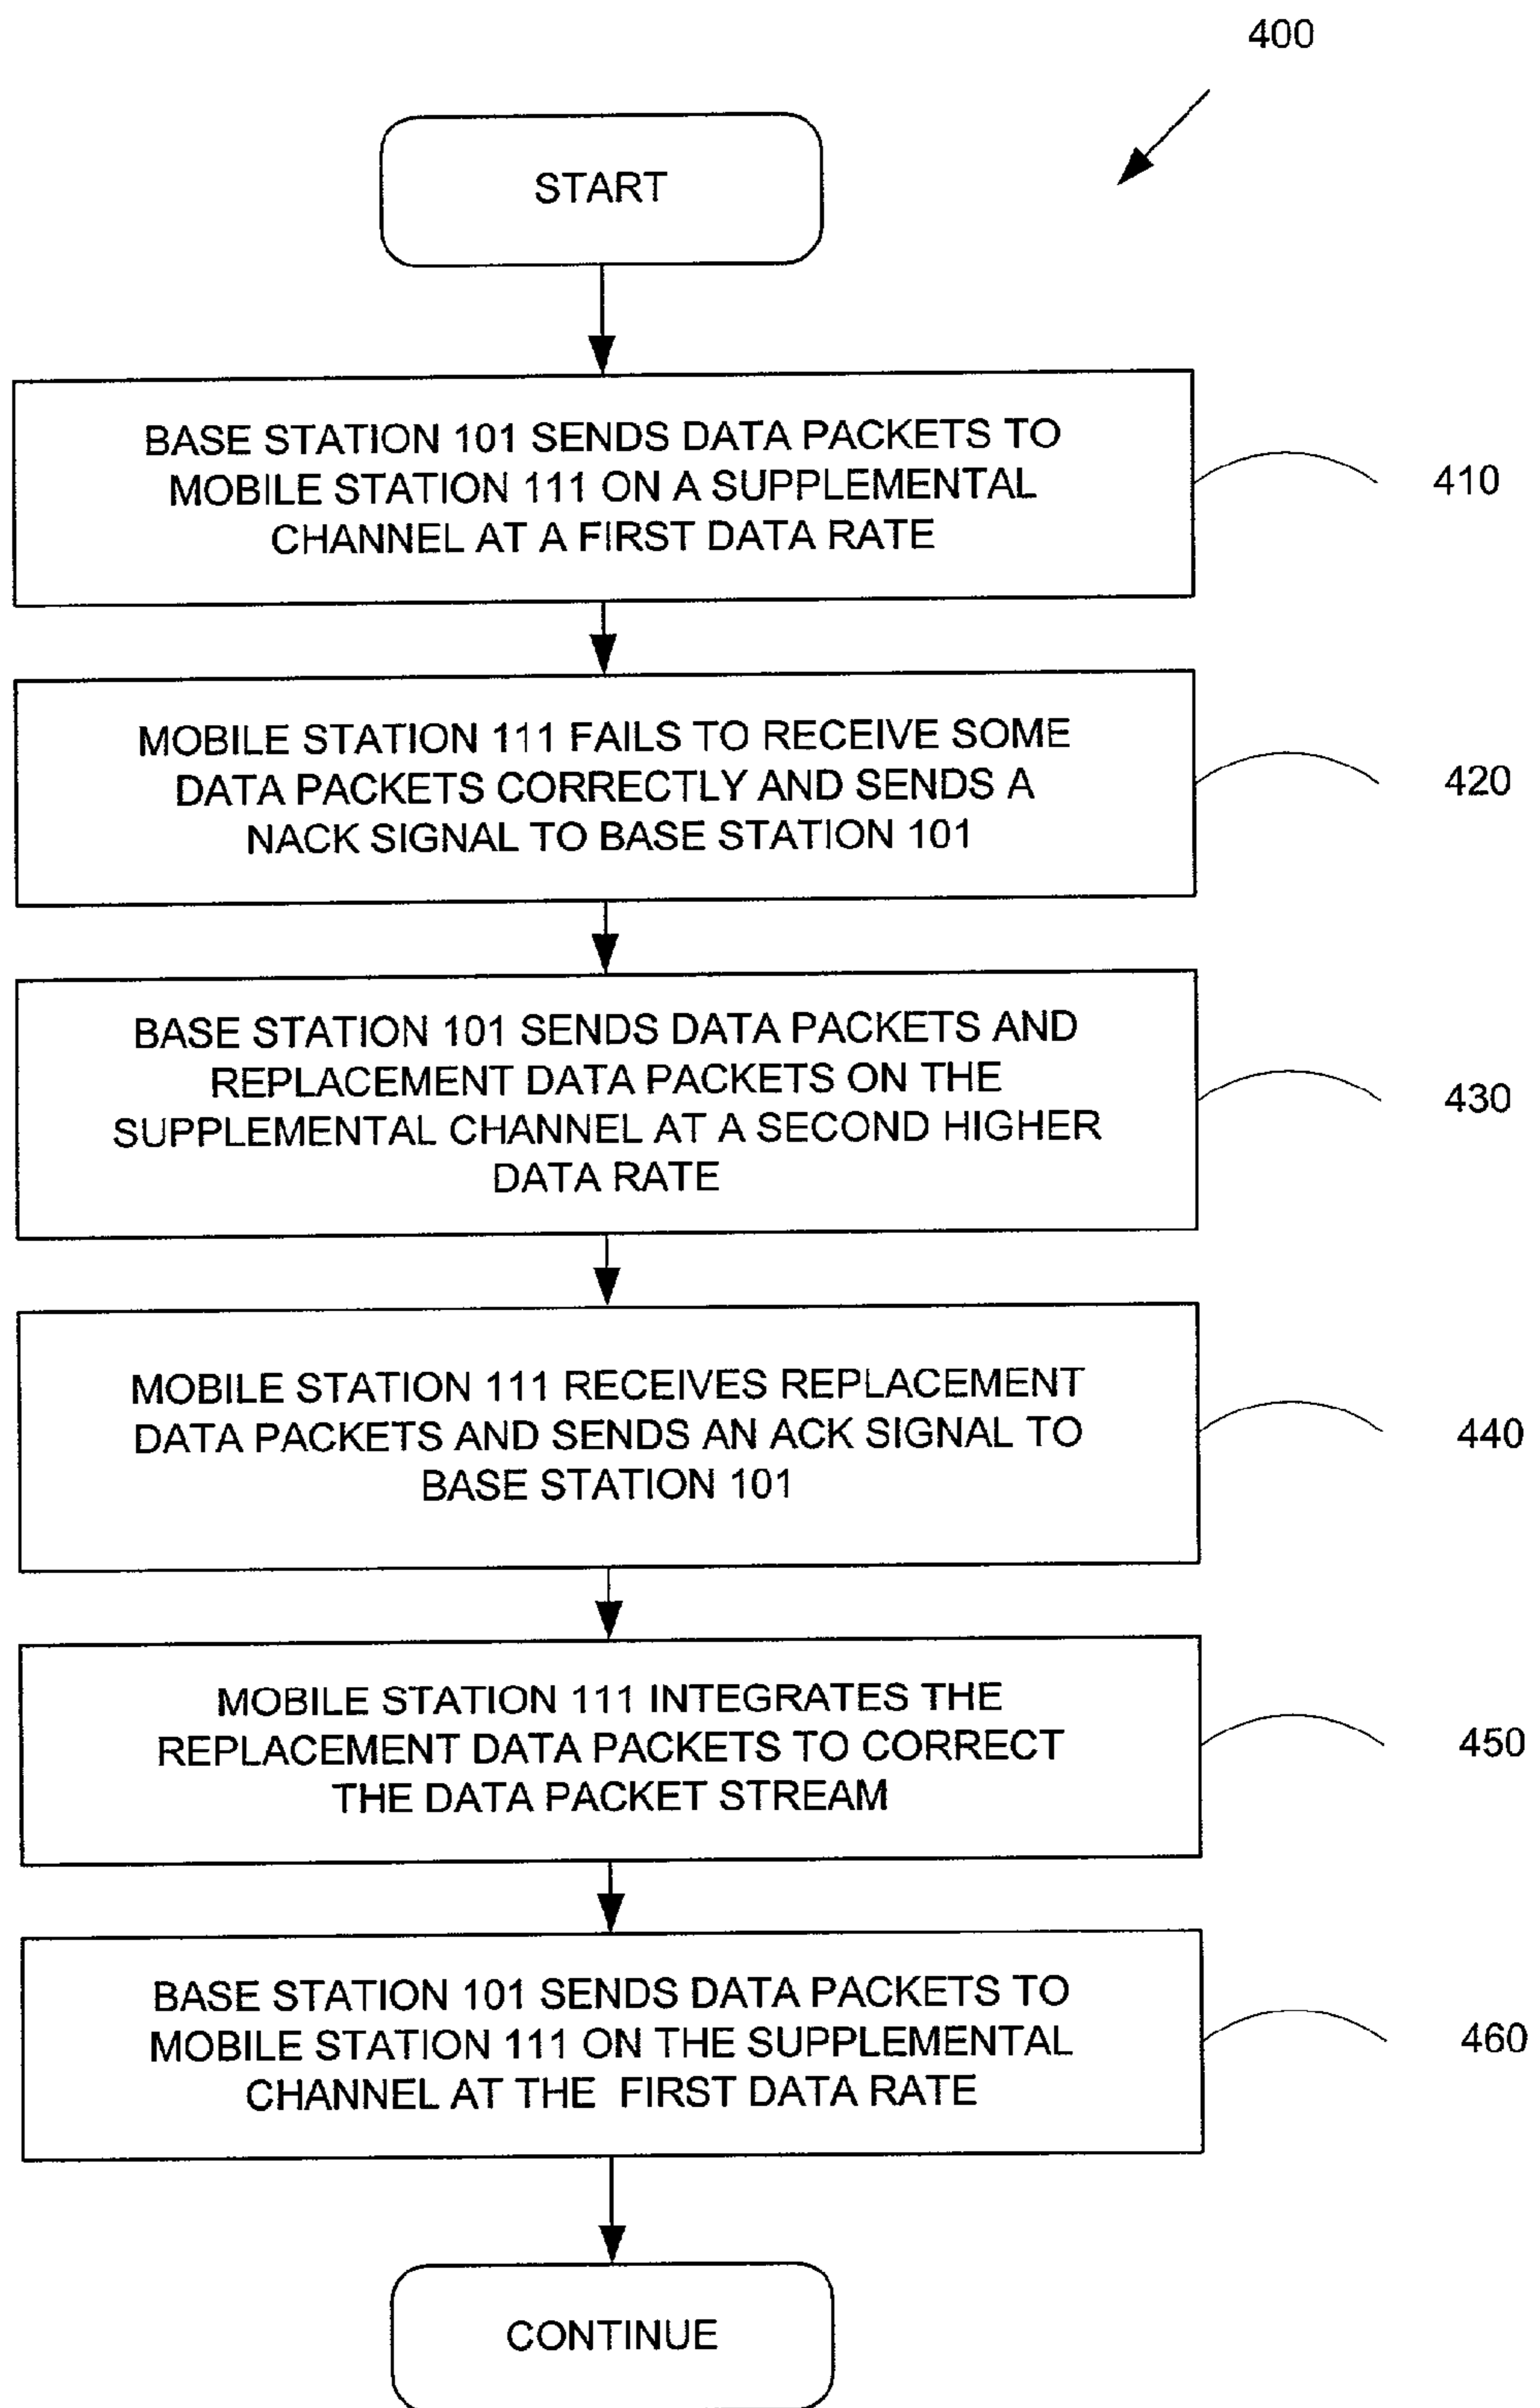 400
START
BASE STATION 101 SENDS DATA PACKETS TO
MOBILE STATION 111 ON A SUPPLEMENTAL
CHANNEL AT A FIRST DATA RATE
410
MOBILE STATION 111 FAILS TO RECEIVE SOME
DATA PACKETS CORRECTLY AND SENDS A
NACK SIGNAL TO BASE STATION 101
420
BASE STATION 101 SENDS DATA PACKETS AND
REPLACEMENT DATA PACKETS ON THE
SUPPLEMENTAL CHANNEL AT A SECOND HIGHER
DATA RATE
430
MOBILE STATION 111 RECEIVES REPLACEMENT
DATA PACKETS AND SENDS AN ACK SIGNAL TO
BASE STATION 101
440
MOBILE STATION 111 INTEGRATES THE
REPLACEMENT DATA PACKETS TO CORRECT
THE DATA PACKET STREAM
450
BASE STATION 101 SENDS DATA PACKETS TO
MOBILE STATION 111 ON THE SUPPLEMENTAL
CHANNEL AT THE FIRST DATA RATE
460
CONTINUE